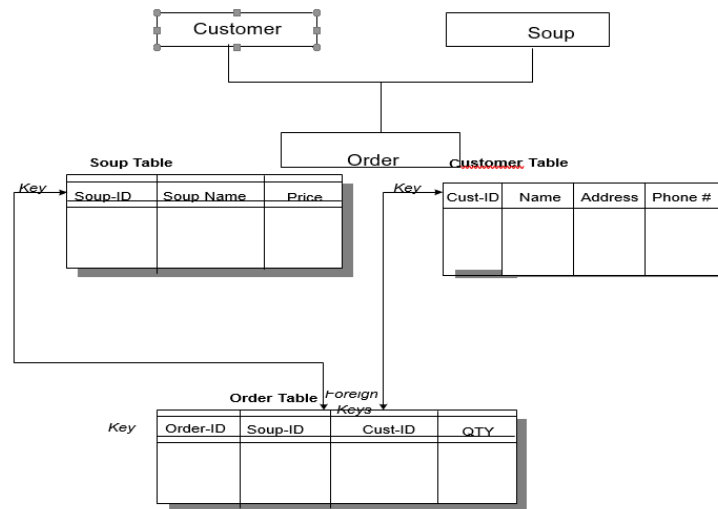 Customer
Soup
Order
Soup Table
Customer Table
Key
Soup-ID Soup Name Price
Key
Cust-ID Name Address Phone #
Order Table
Foreign
Keys
Key
Order-ID Soup-ID Cust-ID QTY